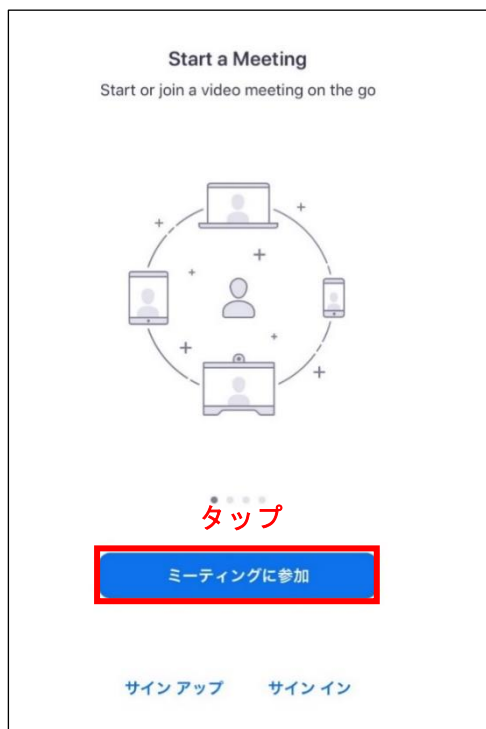 Start a Meeting
Start or join a video meeting on the go
タップ
ミーティングに参加
サイン アップ サイン イン